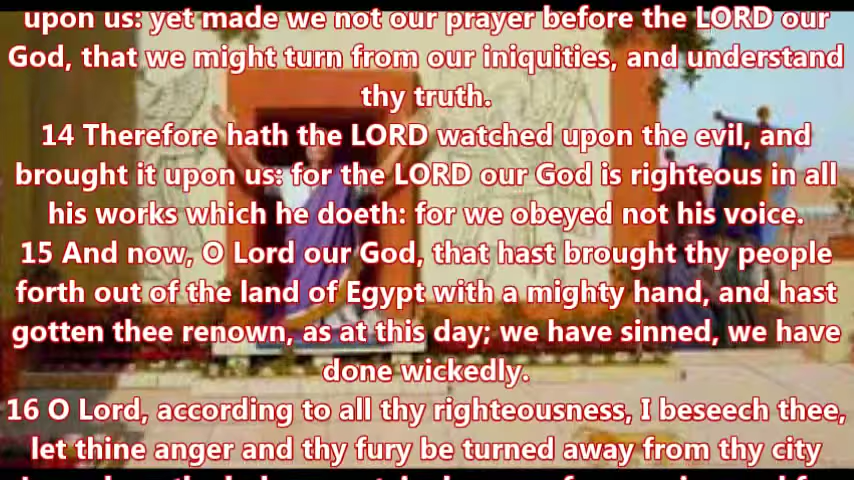 upon us: yet made we not our prayer before the LORD our
God, that we might turn from our iniquities, and understand
thy truth.
14 Therefore hath the LORD watched upon the evil, and
brought it upon us: for the LORD our God is righteous in all
his works which he doeth: for we obeyed not his voice.
15 And now, O Lord our God, that hast brought thy people
forth out of the land of Egypt with a mighty hand, and hast
gotten thee renown, as at this day; we have sinned, we have
done wickedly.
16 O Lord, according to all thy righteousness, I beseech thee,
let thine anger and thy fury be turned away from thy city